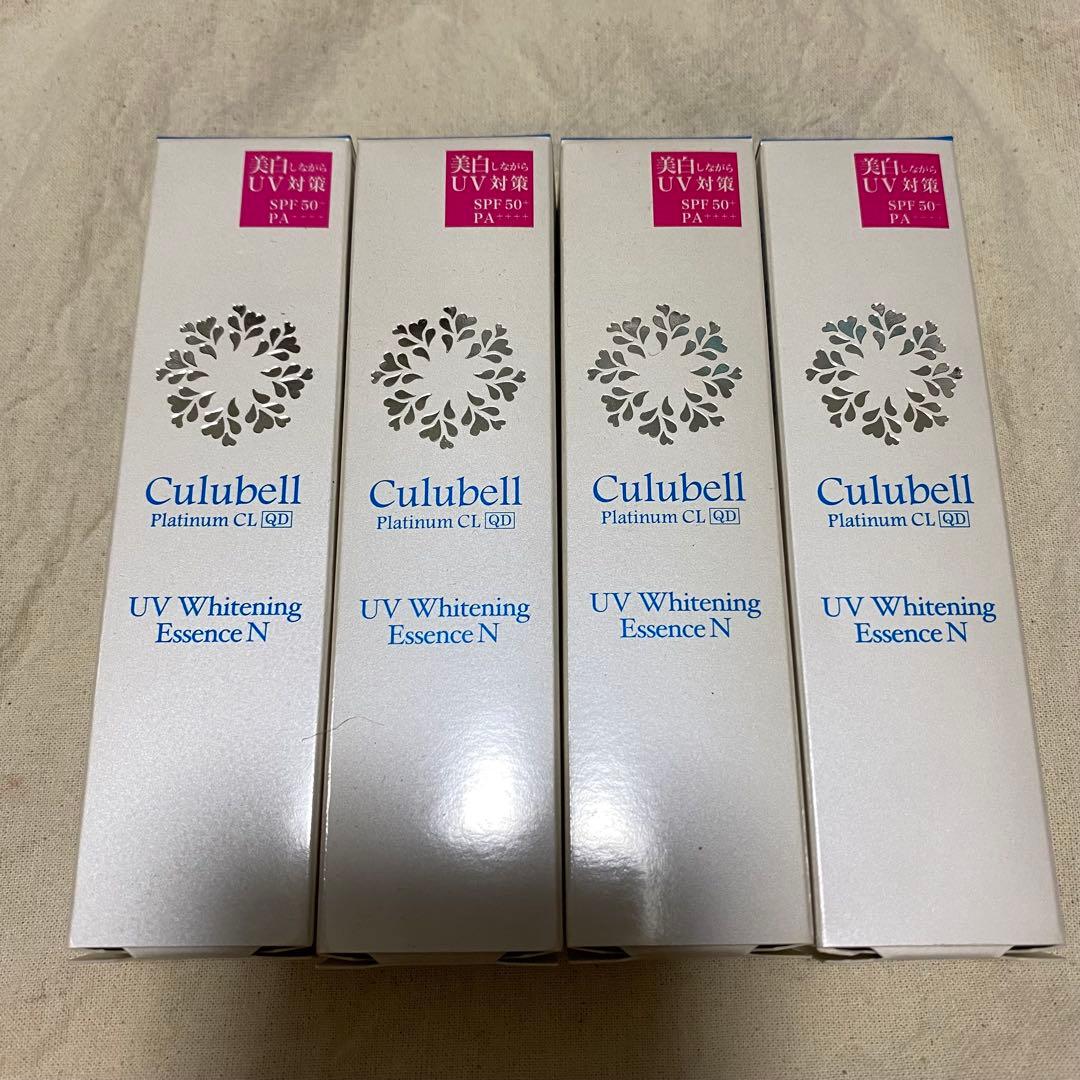 美白しながら
UV対策
SPF 50+
PA++++
Culubell
Platinum CL QD
UV Whitening
Essence N
美白しながら
UV対策
SPF 50+
PA++++
Culubell
Platinum CL QD
UV Whitening
Essence N
美白しながら
UV対策
SPF 50+
PA++++
Culubell
Platinum CL QD
UV Whitening
Essence N
美白しながら
UV対策
SPF 50+
PA++++
Culubell
Platinum CL QD
UV Whitening
Essence N